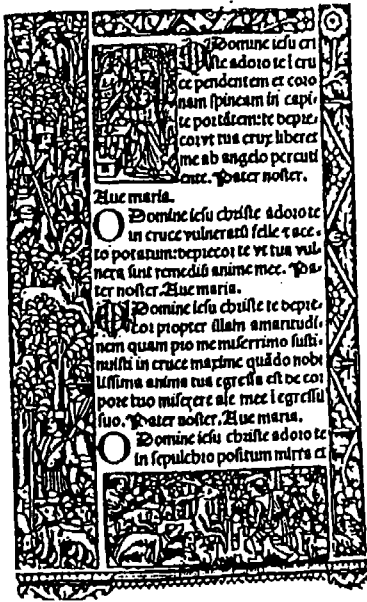 O Domine iesu cri
ste adoro te ī cru
ce pendentem et coro
nam spineam in capi-
te portātem: te depre-
cor vt tua crux liberet
me ab angelo percuti
ente. Pater noster.
Aue maria.
O Domine iesu christe adoro te
in cruce vulneratū felle ⁊ ace-
to potatum: deprecor te vt tua vul-
nera sint remediū anime mee. Pa-
ter noster. Aue maria.
O Domine iesu christe te depre-
cor propter illam amaritudi-
nem quam pro me miserrimo susti-
nuisti in cruce maxime quādo nobi
lissima anima tua egressa est de cor
pore tuo miserere aīe mee ī egressu
suo. Pater noster. Aue maria.
O Domine iesu christe adoro te
in sepulchro positum mirra et